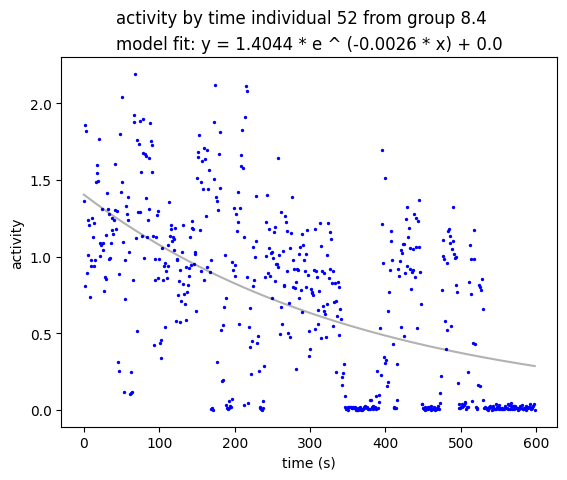 activity by time individual 52 from group 8.4
model fit: y = 1.4044 * e ^ (-0.0026 * x) + 0.0
2.0
1.5
1.0
0.5
0.0
activity
0 100 200 300 400 500 600
time (s)